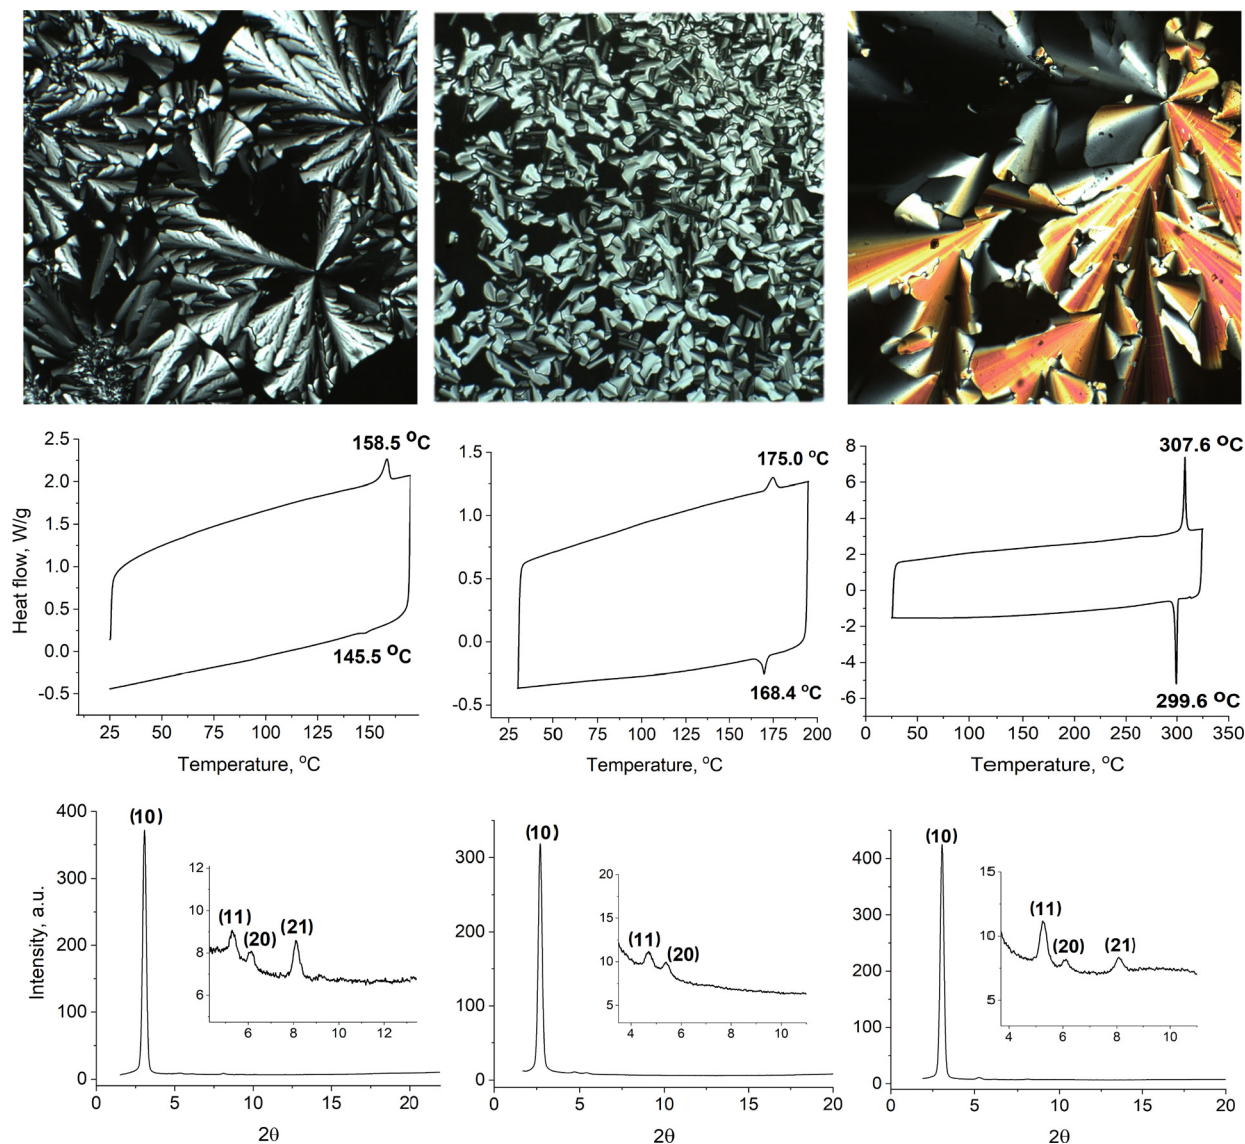 2.5
2.0
1.5
1.0
0.5
0.0
-0.5
Heat flow, W/g
158.5 °C
145.5 °C
25 50 75 100 125 150
Temperature, °C
1.5
1.0
0.5
0.0
-0.5
175.0 °C
168.4 °C
25 50 75 100 125 150 175 200
Temperature, °C
8
6
4
2
0
-2
-4
-6
307.6 °C
299.6 °C
0 50 100 150 200 250 300 350
Temperature, °C
400
300
200
100
0
Intensity, a.u.
(10)
12
10
8
6
(11)
(20)
(21)
6 8 10 12
0 5 10 15 20
2θ
300
200
100
0
(10)
20
15
10
5
(11)
(20)
4 6 8 10
0 5 10 15 20
2θ
400
300
200
100
0
(10)
15
10
5
(11)
(20)
(21)
4 6 8 10
0 5 10 15 20
2θ